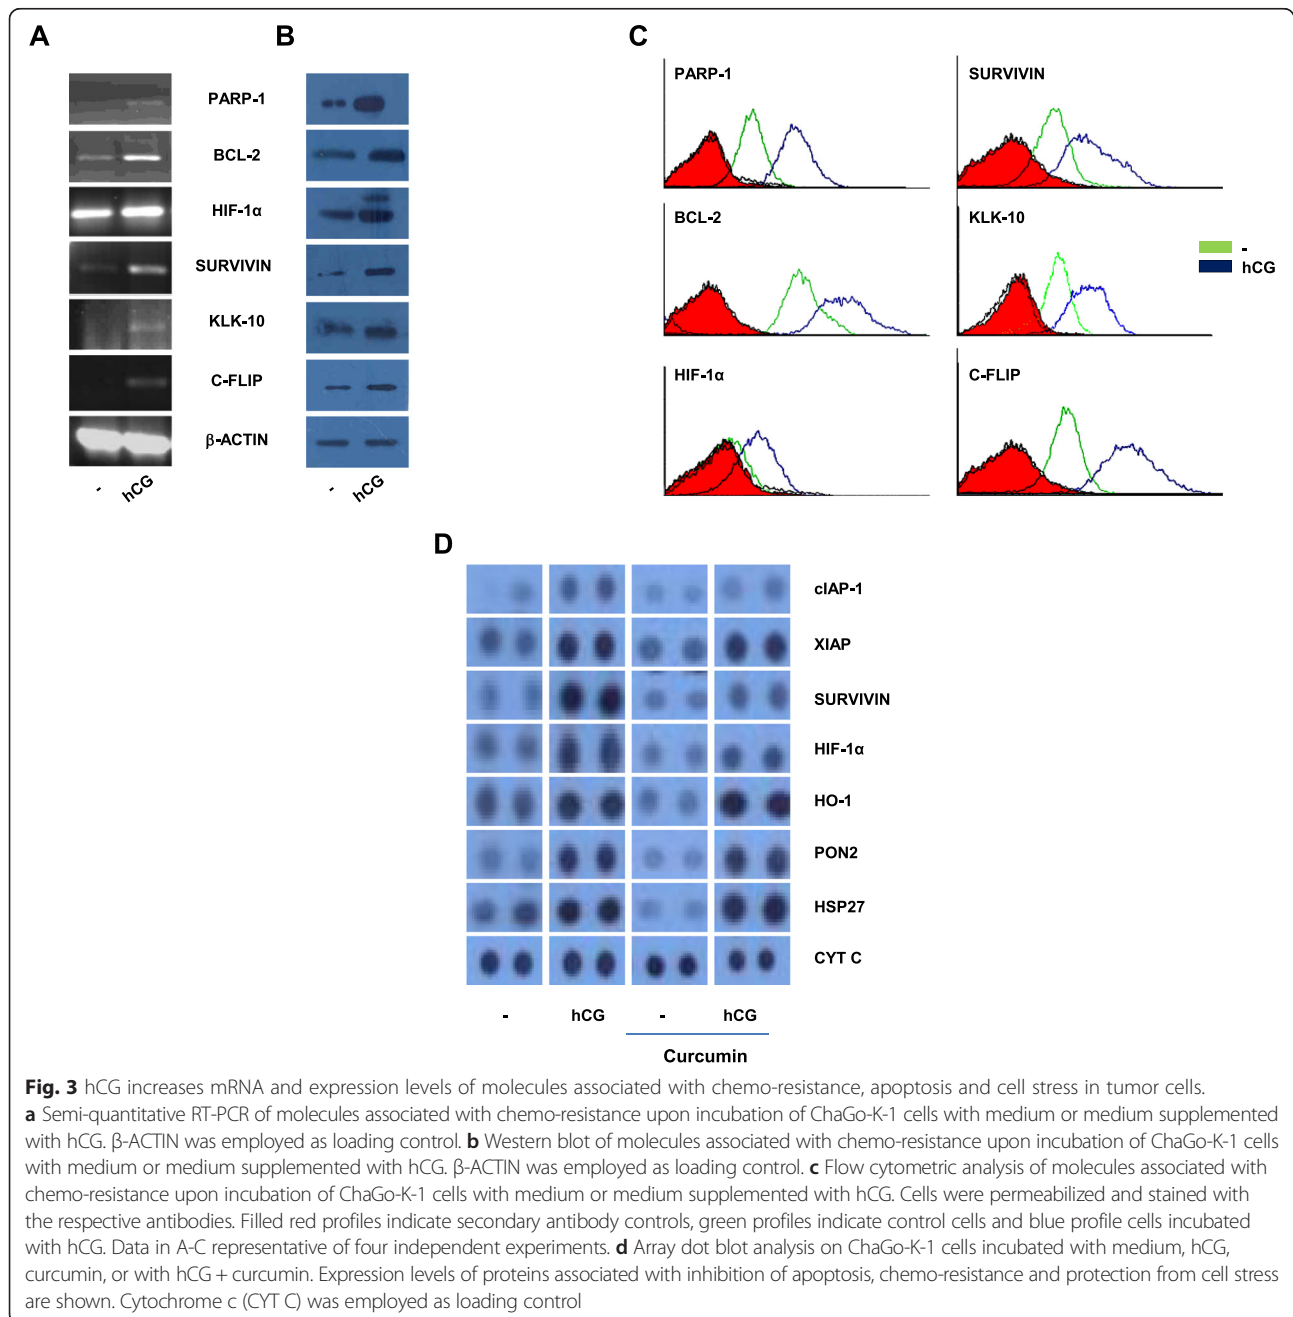 A
B
C
PARP-1
BCL-2
HIF-1α
SURVIVIN
KLK-10
C-FLIP
β-ACTIN
- hCG
- hCG
PARP-1
SURVIVIN
BCL-2
KLK-10
HIF-1α
C-FLIP
-
hCG
D
cIAP-1
XIAP
SURVIVIN
HIF-1α
HO-1
PON2
HSP27
CYT C
- hCG - hCG
Curcumin
Fig. 3 hCG increases mRNA and expression levels of molecules associated with chemo-resistance, apoptosis and cell stress in tumor cells.
a Semi-quantitative RT-PCR of molecules associated with chemo-resistance upon incubation of ChaGo-K-1 cells with medium or medium supplemented
with hCG. β-ACTIN was employed as loading control. b Western blot of molecules associated with chemo-resistance upon incubation of ChaGo-K-1 cells
with medium or medium supplemented with hCG. β-ACTIN was employed as loading control. c Flow cytometric analysis of molecules associated with
chemo-resistance upon incubation of ChaGo-K-1 cells with medium or medium supplemented with hCG. Cells were permeabilized and stained with
the respective antibodies. Filled red profiles indicate secondary antibody controls, green profiles indicate control cells and blue profile cells incubated
with hCG. Data in A-C representative of four independent experiments. d Array dot blot analysis on ChaGo-K-1 cells incubated with medium, hCG,
curcumin, or with hCG + curcumin. Expression levels of proteins associated with inhibition of apoptosis, chemo-resistance and protection from cell stress
are shown. Cytochrome c (CYT C) was employed as loading control